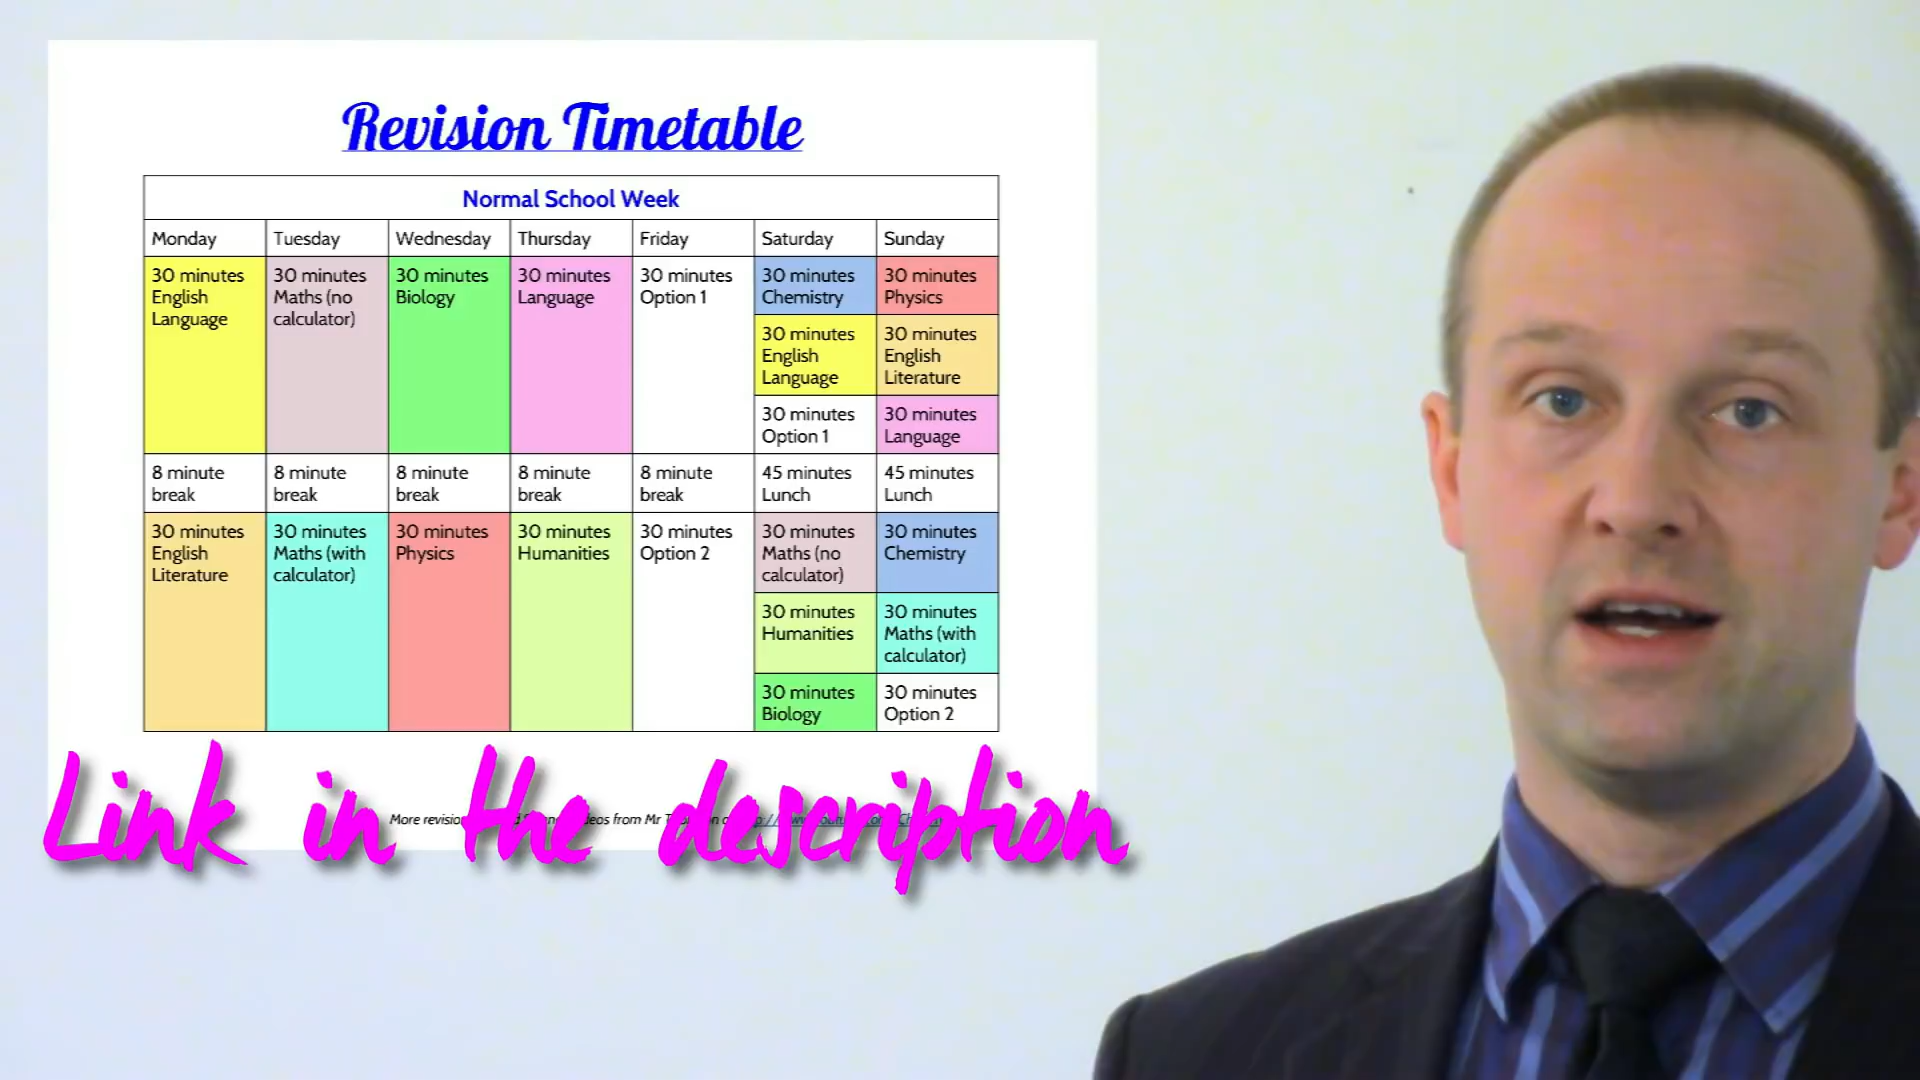 Revision Timetable
Normal School Week
Monday Tuesday Wednesday Thursday Friday Saturday Sunday
30 minutes
English
Language
30 minutes
Maths (no
calculator)
30 minutes
Biology
30 minutes
Language
30 minutes
Option 1
30 minutes
Chemistry
30 minutes
English
Language
30 minutes
Option 1
30 minutes
Physics
30 minutes
English
Literature
30 minutes
Language
8 minute
break
8 minute
break
8 minute
break
8 minute
break
8 minute
break
45 minutes
Lunch
45 minutes
Lunch
30 minutes
English
Literature
30 minutes
Maths (with
calculator)
30 minutes
Physics
30 minutes
Humanities
30 minutes
Option 2
30 minutes
Maths (no
calculator)
30 minutes
Humanities
30 minutes
Biology
30 minutes
Chemistry
30 minutes
Maths (with
calculator)
30 minutes
Option 2
More videos from Mr
Link in the description